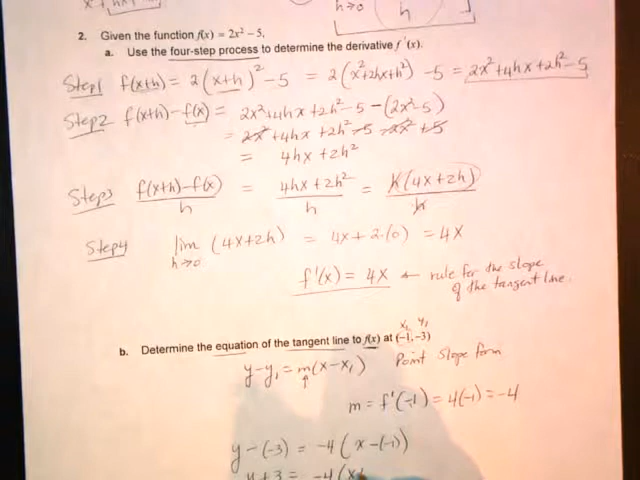 h→0 h
2. Given the function f(x) = 2x² – 5,
a. Use the four-step process to determine the derivative f'(x).
Step1 f(x+h) = 2(x+h)² -5 = 2(x²+2hx+h²) -5 = 2x²+4hx+2h²-5
Step2 f(x+h)-f(x) = 2x²+4hx+2h²-5-(2x²-5)
= 2x²+4hx+2h²-5-2x²+5
= 4hx+2h²
Step3 f(x+h)-f(x) / h = 4hx+2h² / h = h(4x+2h) / h
Step4 lim h→0 (4x+2h) = 4x+2·(0) = 4x
f'(x) = 4x ← rule for the slope
of the tangent line.
x₁ y₁
b. Determine the equation of the tangent line to f(x) at (–1,–3)
y-y₁ = m(x-x₁) Point Slope form
m = f'(-1) = 4(-1) = -4
y-(-3) = -4(x-(-1))
y+3 = -4(x